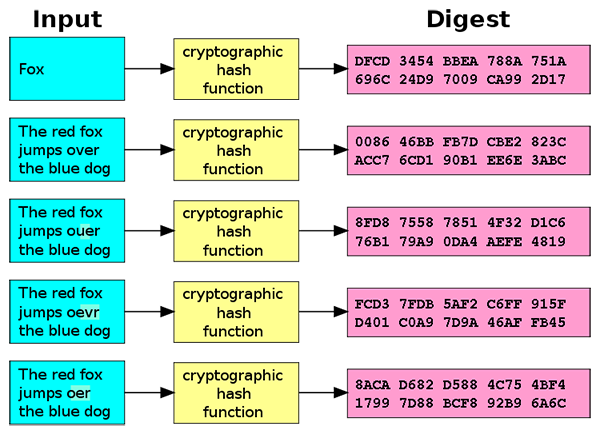 Input
Digest
Fox
cryptographic
hash
function
DFCD 3454 BBEA 788A 751A
696C 24D9 7009 CA99 2D17
The red fox
jumps over
the blue dog
cryptographic
hash
function
0086 46BB FB7D CBE2 823C
ACC7 6CD1 90B1 EE6E 3ABC
The red fox
jumps ouer
the blue dog
cryptographic
hash
function
8FD8 7558 7851 4F32 D1C6
76B1 79A9 0DA4 AEFE 4819
The red fox
jumps oevr
the blue dog
cryptographic
hash
function
FCD3 7FDB 5AF2 C6FF 915F
D401 C0A9 7D9A 46AF FB45
The red fox
jumps oer
the blue dog
cryptographic
hash
function
8ACA D682 D588 4C75 4BF4
1799 7D88 BCF8 92B9 6A6C